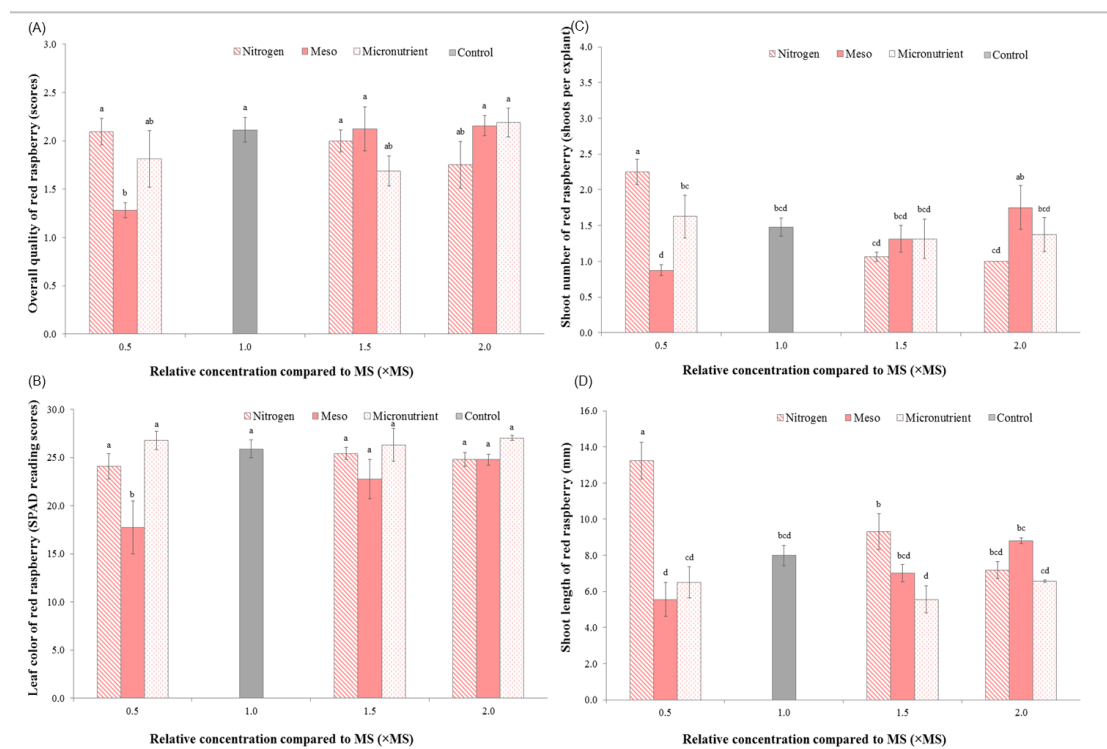 (A)
Overall quality of red raspberry (scores)
3.0
2.5
2.0
1.5
1.0
0.5
0.0
Nitrogen Meso Micronutrient Control
a b ab a a a ab ab a a
0.5 1.0 1.5 2.0
Relative concentration compared to MS (×MS)
(C)
Shoot number of red raspberry (shoots per explant)
4.0
3.5
3.0
2.5
2.0
1.5
1.0
0.5
0.0
Nitrogen Meso Micronutrient Control
a d bc bcd cd bcd bcd cd ab bcd
0.5 1.0 1.5 2.0
Relative concentration compared to MS (×MS)
(B)
Leaf color of red raspberry (SPAD reading scores)
30.0
25.0
20.0
15.0
10.0
5.0
0.0
Nitrogen Meso Micronutrient Control
a b a a a a a a a a
0.5 1.0 1.5 2.0
Relative concentration compared to MS (×MS)
(D)
Shoot length of red raspberry (mm)
16.0
14.0
12.0
10.0
8.0
6.0
4.0
2.0
0.0
Nitrogen Meso Micronutrient Control
a d cd bcd b bcd d bcd bc cd
0.5 1.0 1.5 2.0
Relative concentration compared to MS (×MS)